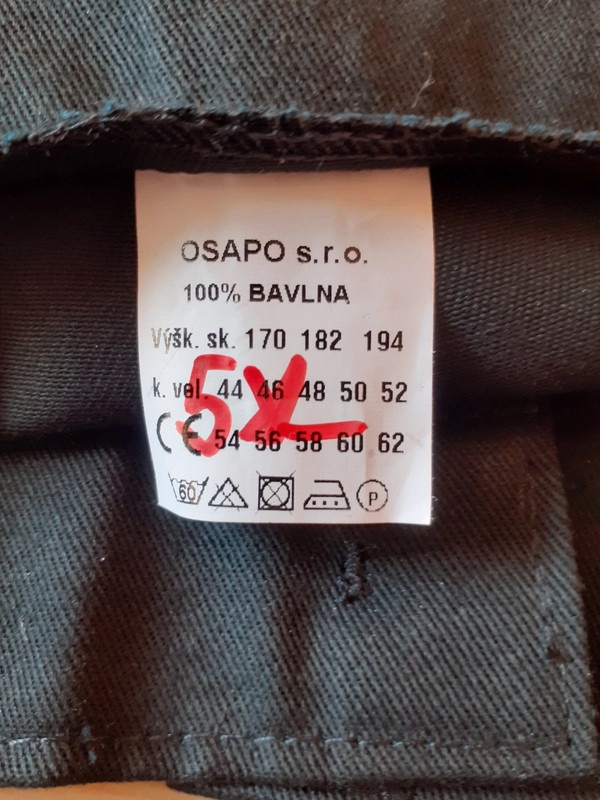 OSAPO s.r.o.
100% BAVLNA
Výšk. sk. 170 182 194
k. vel. 44 46 48 50 52
5XL
CE 54 56 58 60 62
60 P